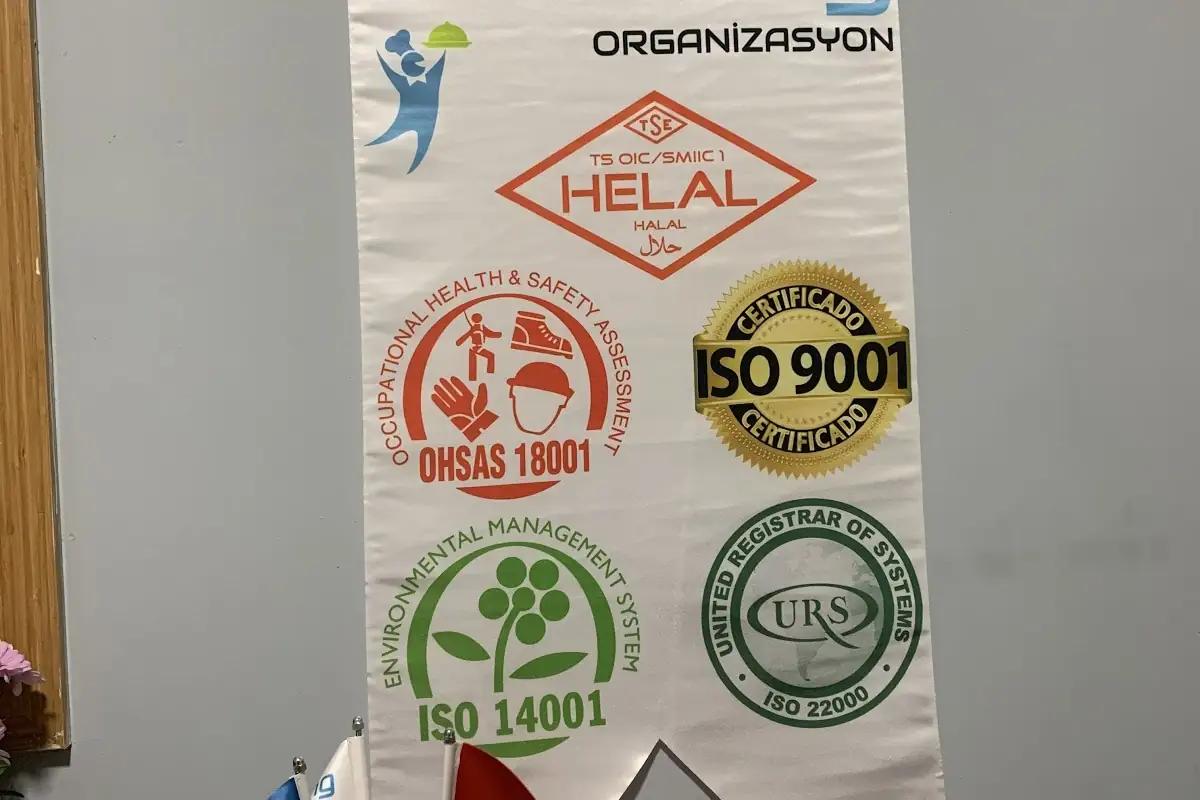 ORGANİZASYON
TSE
TS OIC/SMIIC 1
HELAL
HALAL
حلال
OCCUPATIONAL HEALTH & SAFETY ASSESSMENT
OHSAS 18001
CERTIFICADO
ISO 9001
CERTIFICADO
ENVIRONMENTAL MANAGEMENT SYSTEM
ISO 14001
UNITED REGISTRAR OF SYSTEMS
URS
• ISO 22000 •